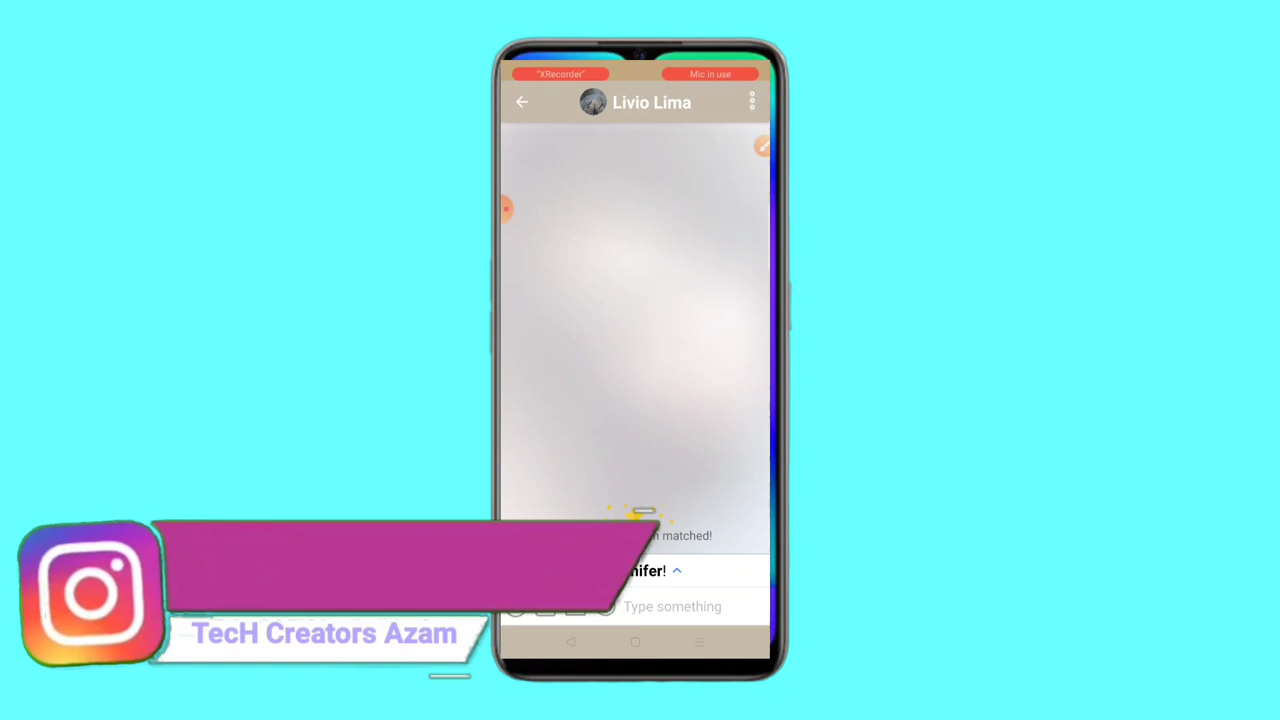 "XRecorder"
Mic in use
Livio Lima
matched!
nifer!
Type something
TecH Creators Azam